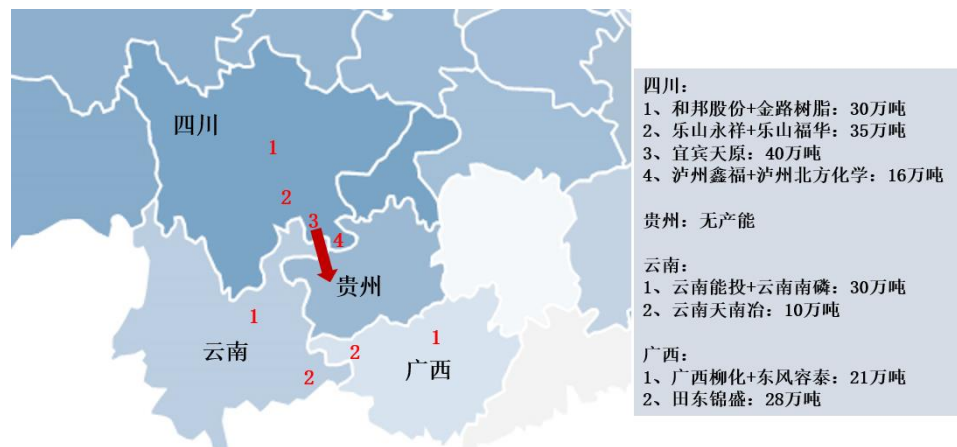 四川
1
2
3
4
贵州
1
云南
2
2
1
广西
四川：
1、和邦股份+金路树脂：30万吨
2、乐山永祥+乐山福华：35万吨
3、宜宾天原：40万吨
4、泸州鑫福+泸州北方化学：16万吨
贵州：无产能
云南：
1、云南能投+云南南磷：30万吨
2、云南天南冶：10万吨
广西：
1、广西柳化+东风容泰：21万吨
2、田东锦盛：28万吨